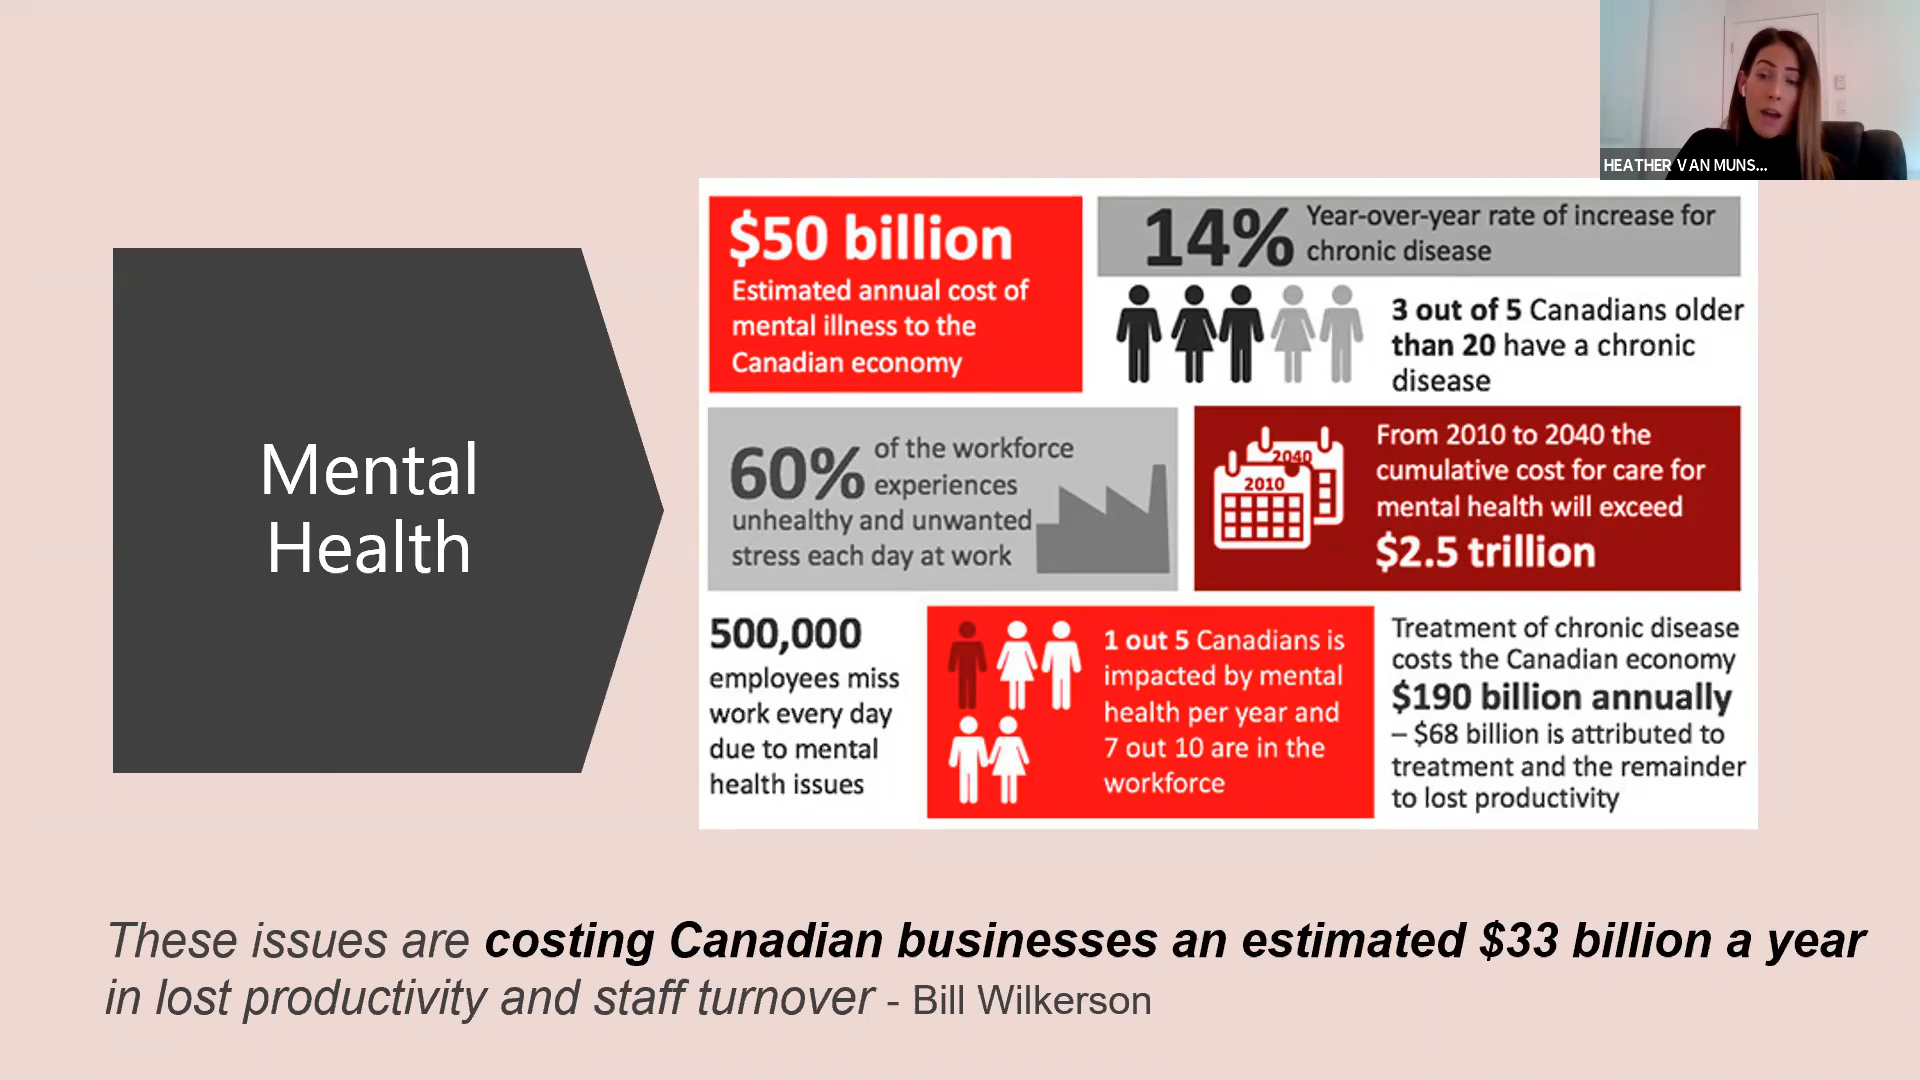 HEATHER VAN MUNS...
Mental
Health
$50 billion
Estimated annual cost of
mental illness to the
Canadian economy
14%
Year-over-year rate of increase for
chronic disease
3 out of 5 Canadians older
than 20 have a chronic
disease
60%
of the workforce
experiences
unhealthy and unwanted
stress each day at work
2040
2010
From 2010 to 2040 the
cumulative cost for care for
mental health will exceed
$2.5 trillion
500,000
employees miss
work every day
due to mental
health issues
1 out 5 Canadians is
impacted by mental
health per year and
7 out 10 are in the
workforce
Treatment of chronic disease
costs the Canadian economy
$190 billion annually
– $68 billion is attributed to
treatment and the remainder
to lost productivity
These issues are costing Canadian businesses an estimated $33 billion a year
in lost productivity and staff turnover - Bill Wilkerson